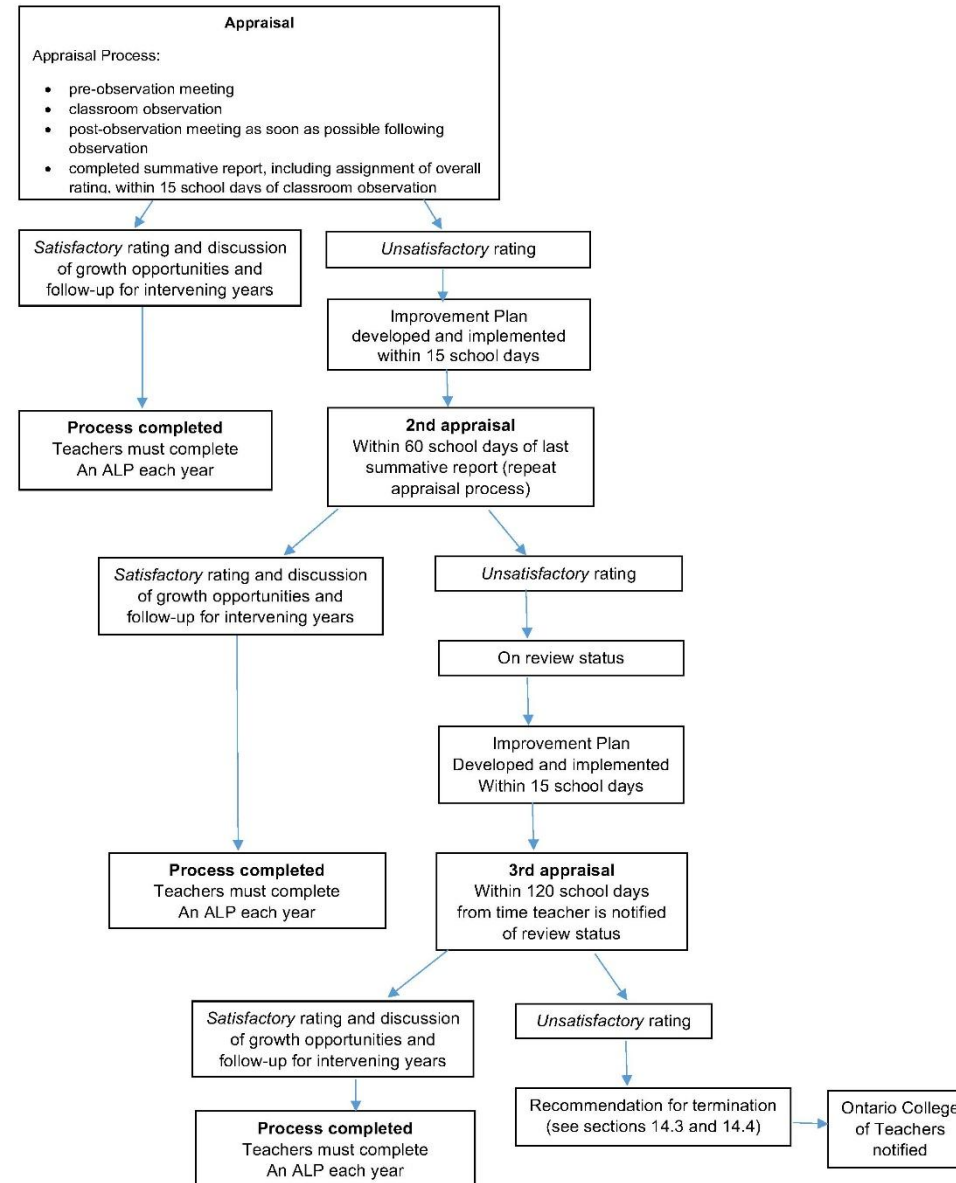 Appraisal
Appraisal Process:
• pre-observation meeting
• classroom observation
• post-observation meeting as soon as possible following
observation
• completed summative report, including assignment of overall
rating, within 15 school days of classroom observation
Satisfactory rating and discussion
of growth opportunities and
follow-up for intervening years
Unsatisfactory rating
Improvement Plan
developed and implemented
within 15 school days
Process completed
Teachers must complete
An ALP each year
2nd appraisal
Within 60 school days of last
summative report (repeat
appraisal process)
Satisfactory rating and discussion
of growth opportunities and
follow-up for intervening years
Unsatisfactory rating
On review status
Improvement Plan
Developed and implemented
Within 15 school days
Process completed
Teachers must complete
An ALP each year
3rd appraisal
Within 120 school days
from time teacher is notified
of review status
Satisfactory rating and discussion
of growth opportunities and
follow-up for intervening years
Unsatisfactory rating
Process completed
Teachers must complete
An ALP each year
Recommendation for termination
(see sections 14.3 and 14.4)
Ontario College
of Teachers
notified